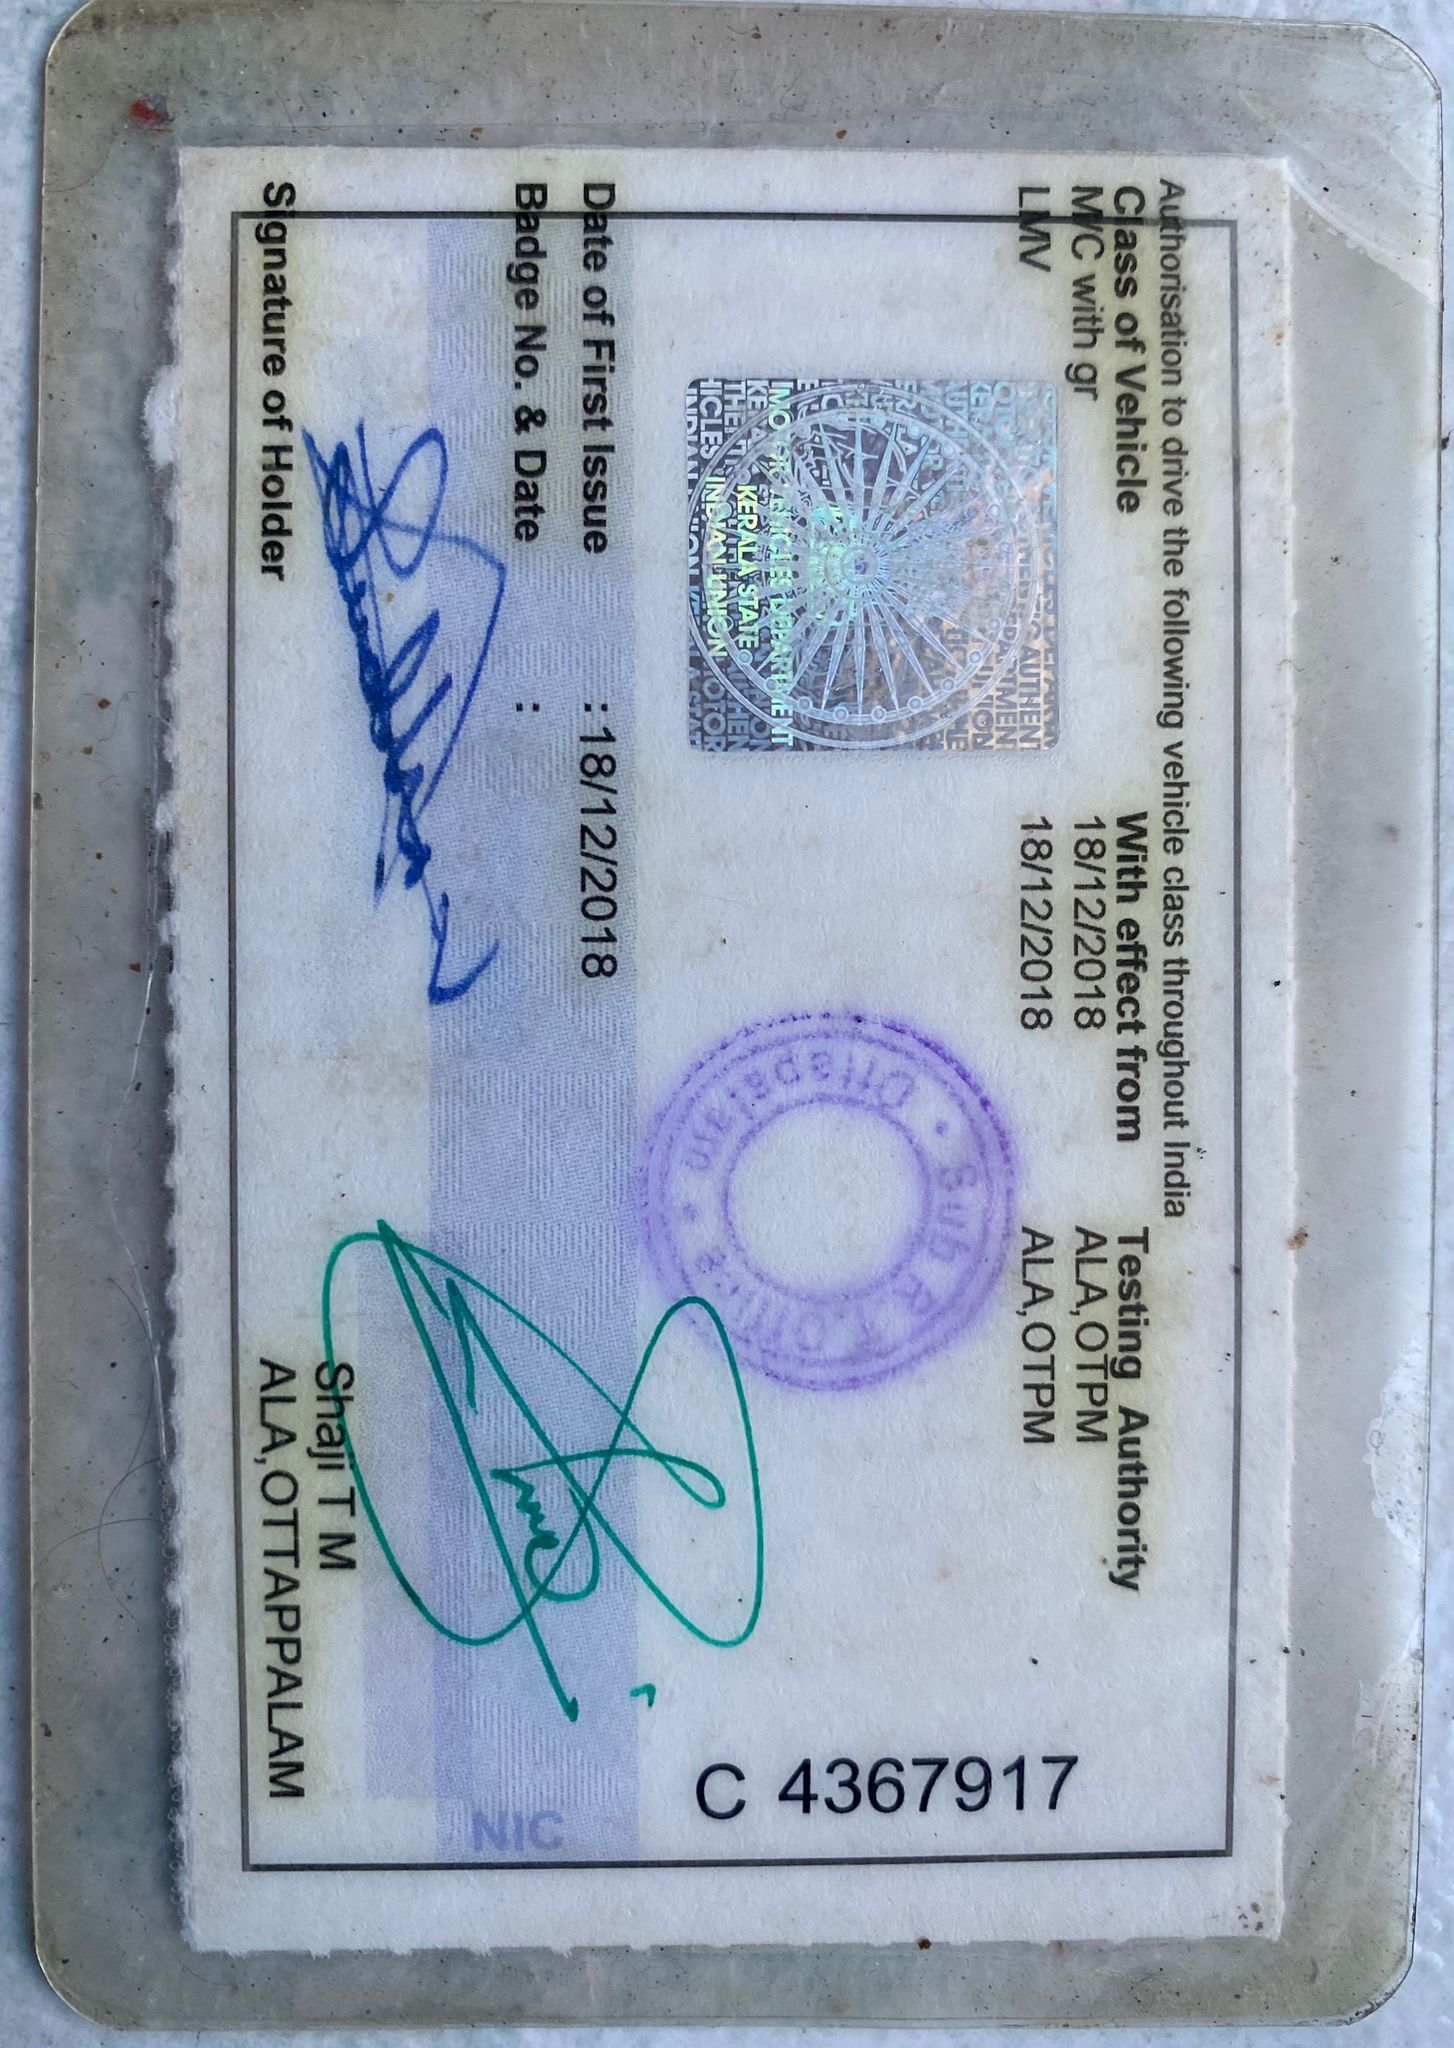 Authorisation to drive the following vehicle class throughout India
Class of Vehicle With effect from Testing Authority
M/C with gr 18/12/2018 ALA,OTPM
LMV 18/12/2018 ALA,OTPM
C 4367917
MOTOR VEHICLES DEPARTMENT
KERALA STATE
INDIAN UNION
Sub R.T.Office
Ottapalam
Date of First Issue : 18/12/2018
Badge No. & Date :
NIC
Shaji T M
Signature of Holder ALA,OTTAPPALAM